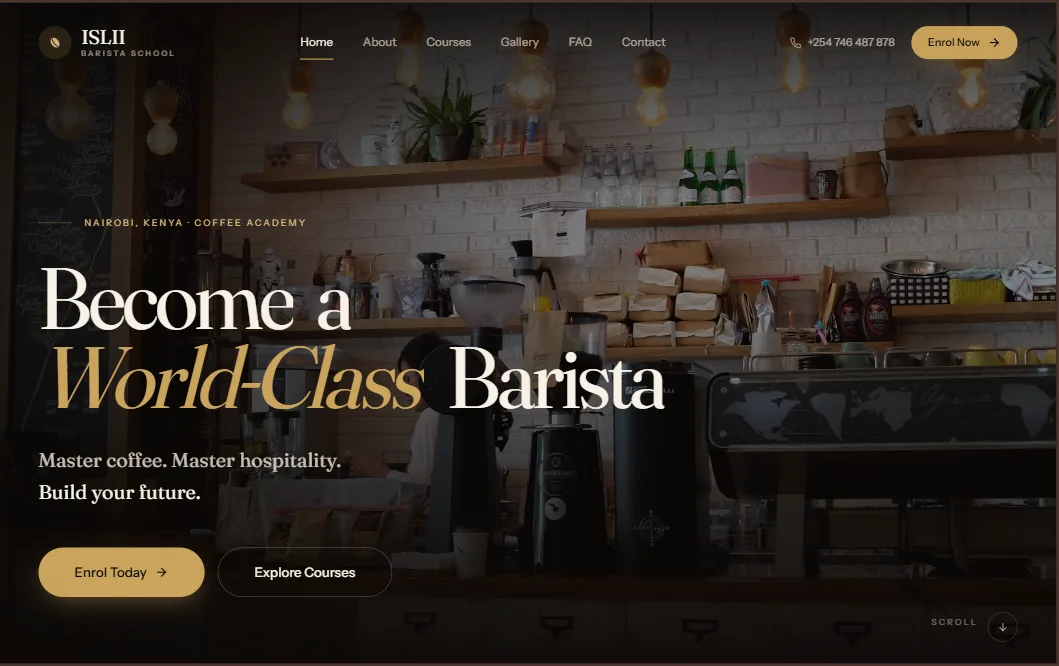 ISLII
BARISTA SCHOOL
Home
About
Courses
Gallery
FAQ
Contact
+254 746 487 878
Enrol Now
NAIROBI, KENYA · COFFEE ACADEMY
Become a
World-Class Barista
Master coffee. Master hospitality.
Build your future.
Enrol Today
Explore Courses
SCROLL